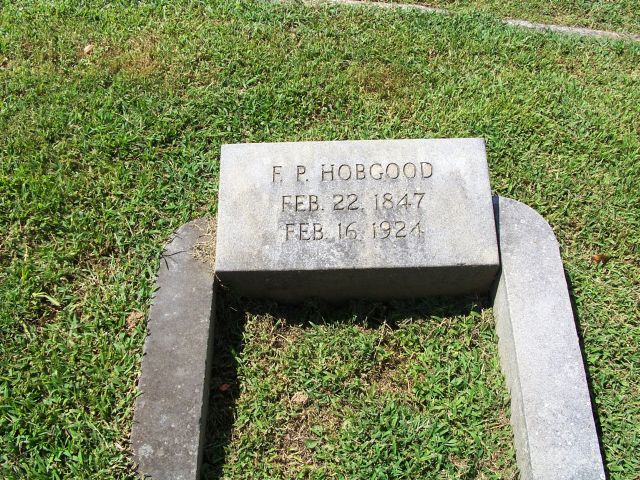 F. P. HOBGOOD
FEB. 22, 1847
FEB. 16, 1924